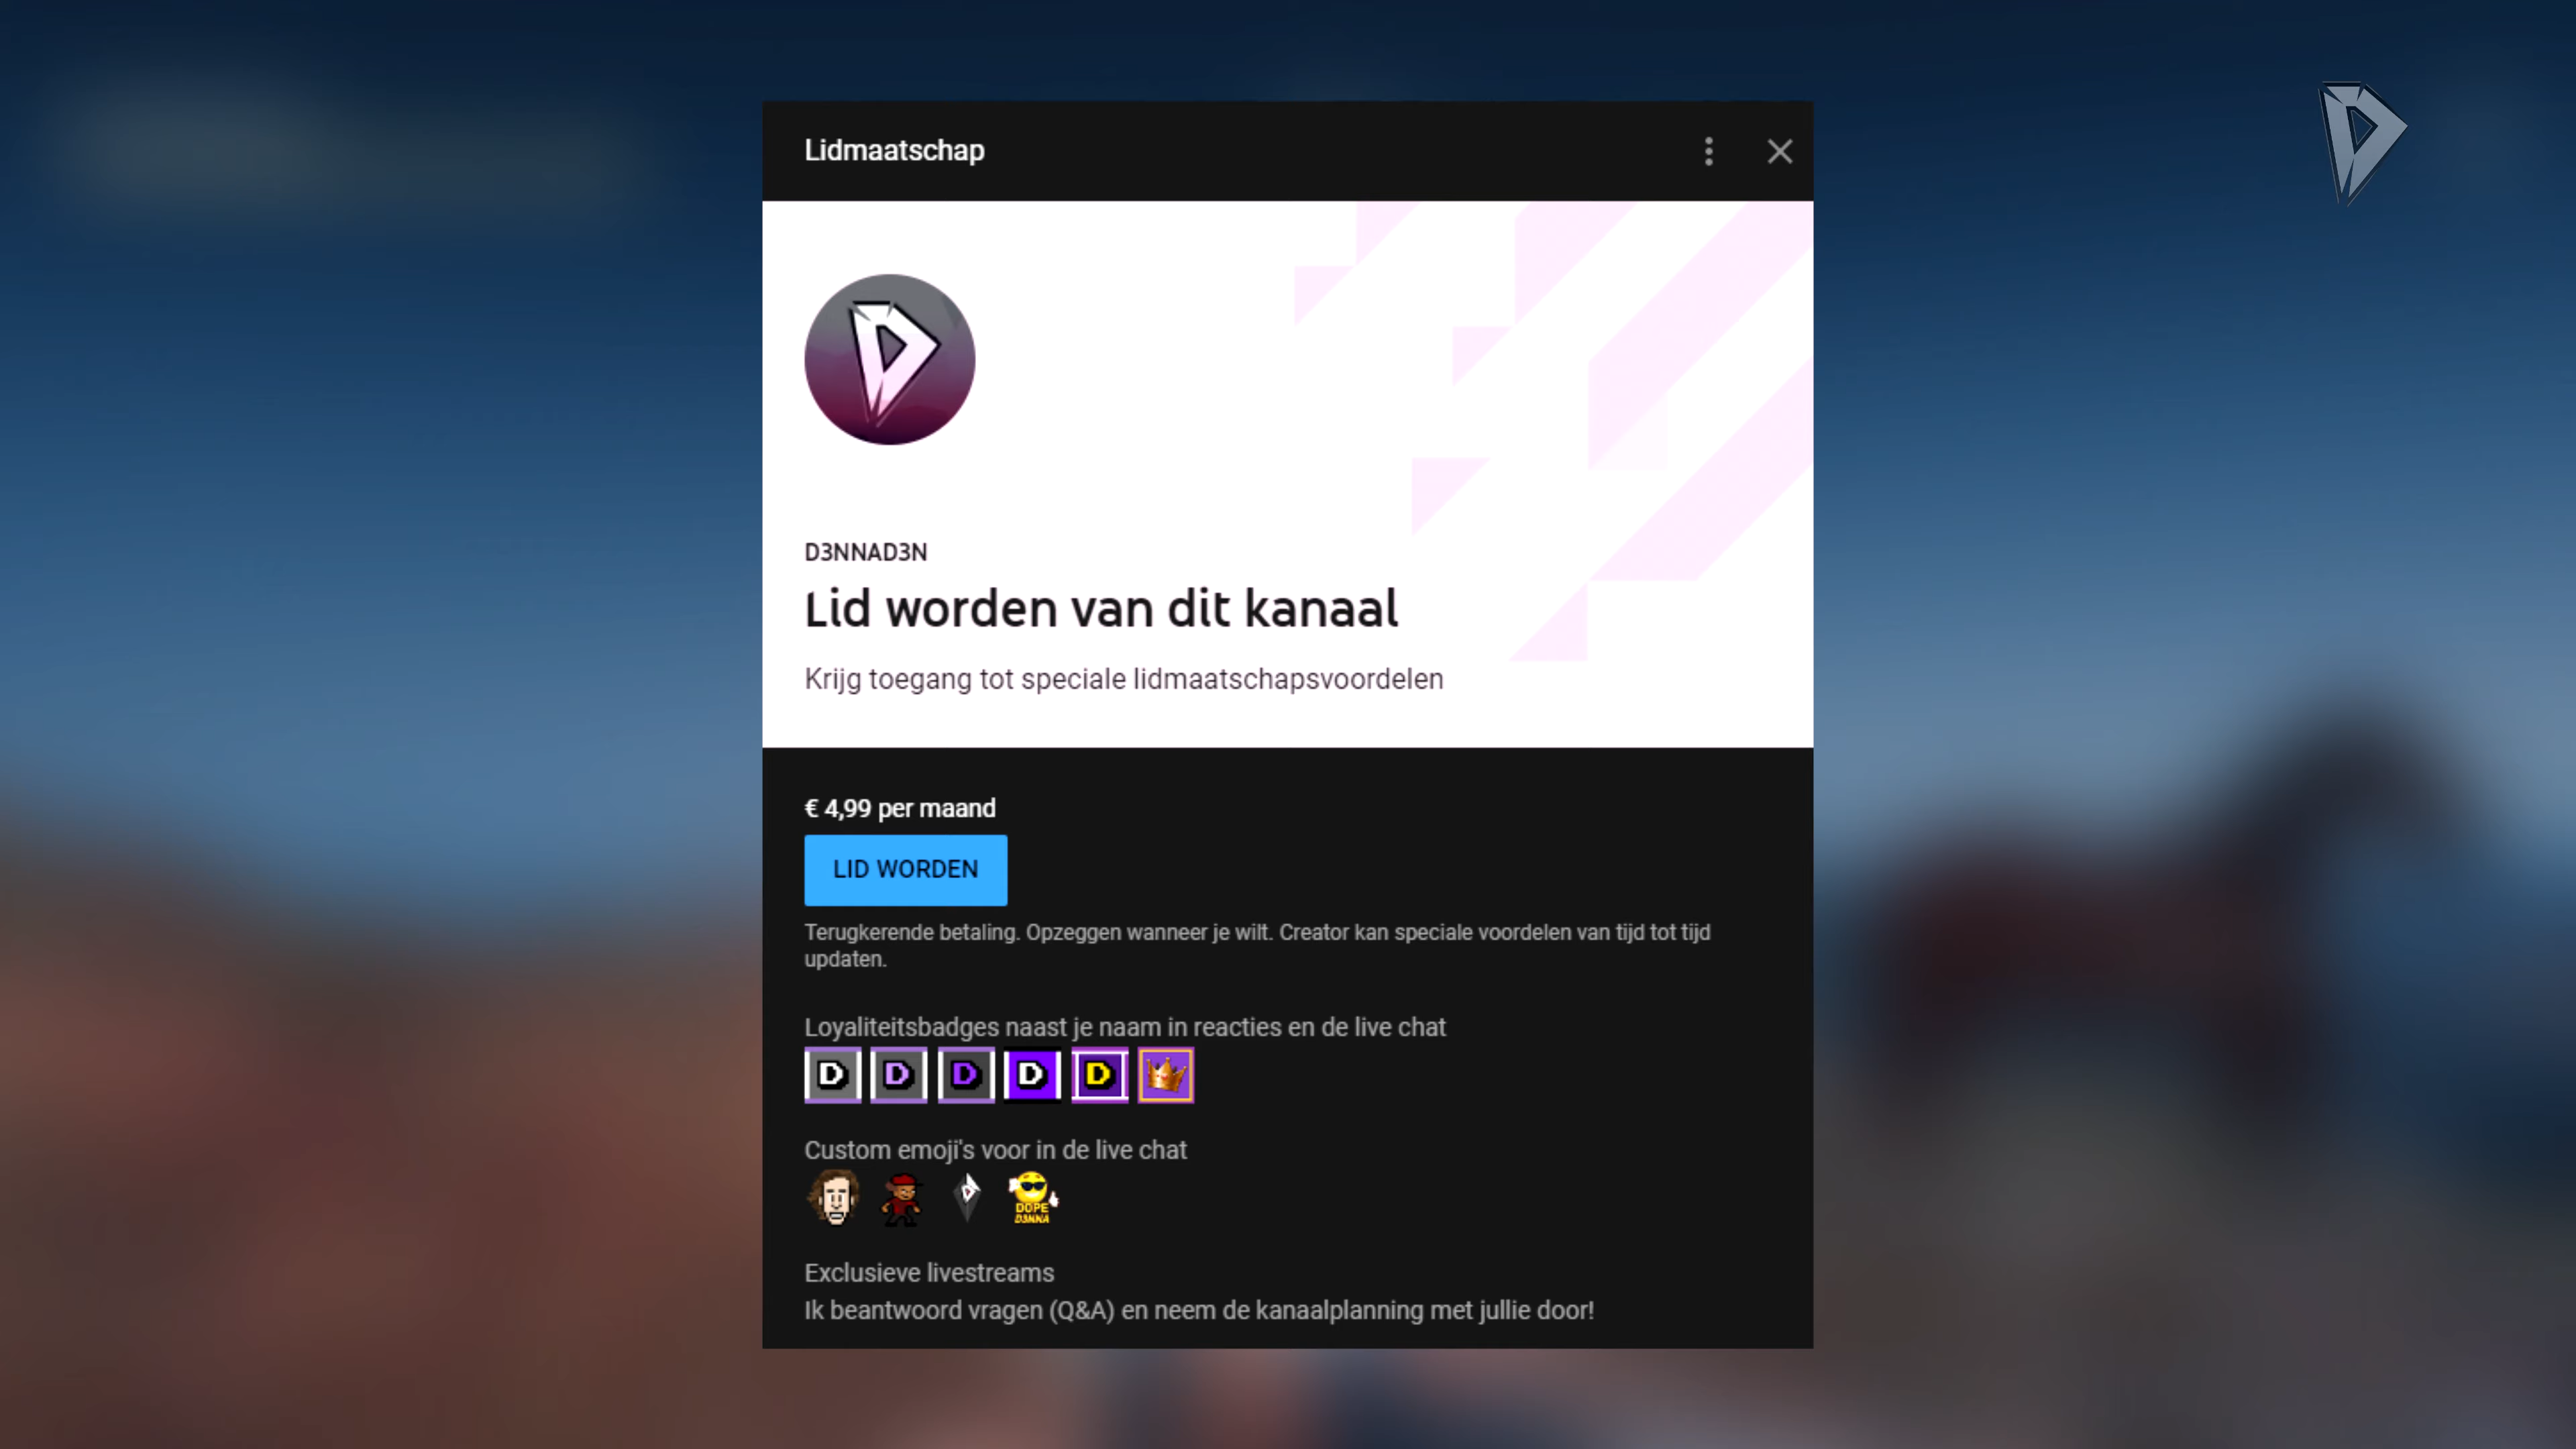 Lidmaatschap
D3NNAD3N
Lid worden van dit kanaal
Krijg toegang tot speciale lidmaatschapsvoordelen
€ 4,99 per maand
LID WORDEN
Terugkerende betaling. Opzeggen wanneer je wilt. Creator kan speciale voordelen van tijd tot tijd
updaten.
Loyaliteitsbadges naast je naam in reacties en de live chat
D D D D D
Custom emoji's voor in de live chat
DOPE
D3NNA
Exclusieve livestreams
Ik beantwoord vragen (Q&A) en neem de kanaalplanning met jullie door!